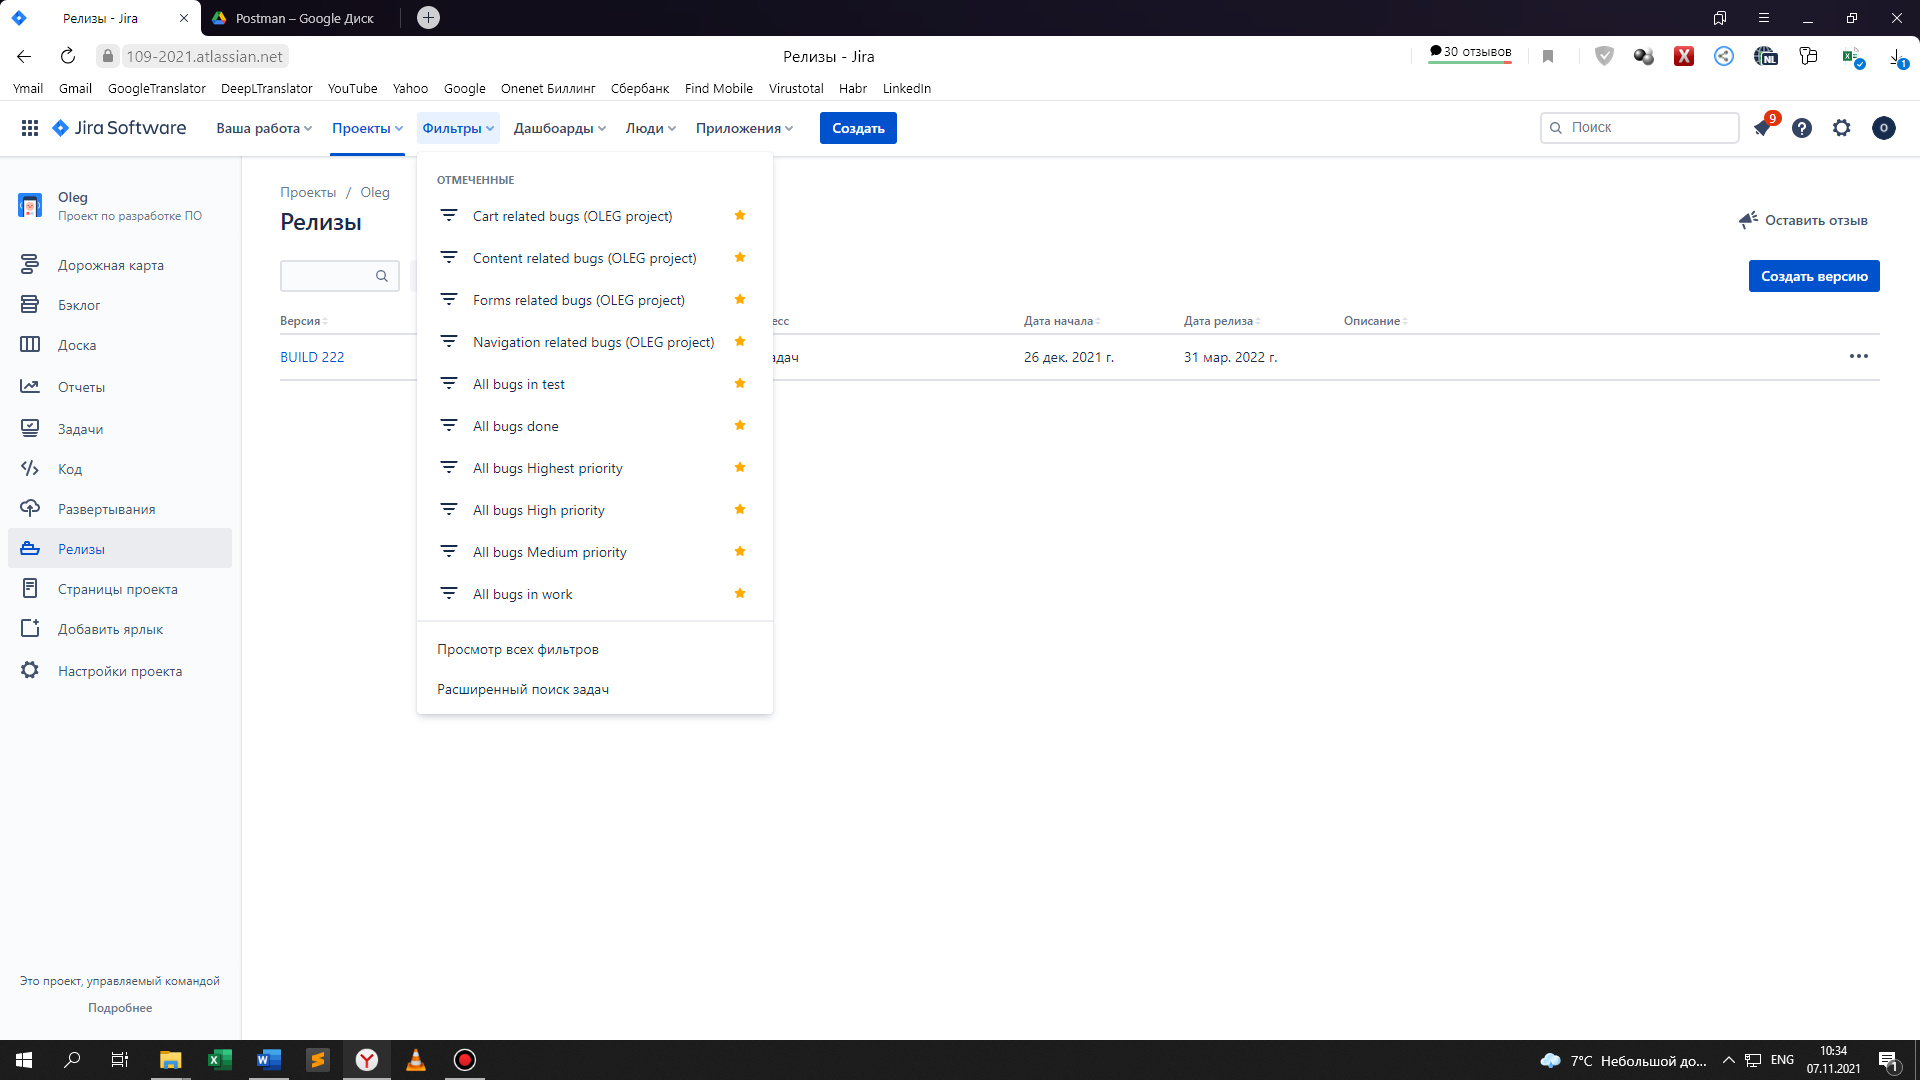 Релизы - Jira
Postman – Google Диск
109-2021.atlassian.net
Релизы - Jira
30 отзывов
NL
1
Ymail
Gmail
GoogleTranslator
DeepLTranslator
YouTube
Yahoo
Google
Onenet Биллинг
Сбербанк
Find Mobile
Virustotal
Habr
LinkedIn
Jira Software
Ваша работа
Проекты
Фильтры
Дашборды
Люди
Приложения
Создать
Поиск
9
O
Oleg
Проект по разработке ПО
Дорожная карта
Бэклог
Доска
Отчеты
Задачи
Код
Развертывания
Релизы
Страницы проекта
Добавить ярлык
Настройки проекта
Это проект, управляемый командой
Подробнее
Проекты / Oleg
Релизы
Оставить отзыв
Создать версию
Версия
есс
Дата начала
Дата релиза
Описание
BUILD 222
адач
26 дек. 2021 г.
31 мар. 2022 г.
ОТМЕЧЕННЫЕ
Cart related bugs (OLEG project)
Content related bugs (OLEG project)
Forms related bugs (OLEG project)
Navigation related bugs (OLEG project)
All bugs in test
All bugs done
All bugs Highest priority
All bugs High priority
All bugs Medium priority
All bugs in work
Просмотр всех фильтров
Расширенный поиск задач
7°C Небольшой до...
ENG
10:34
07.11.2021
1